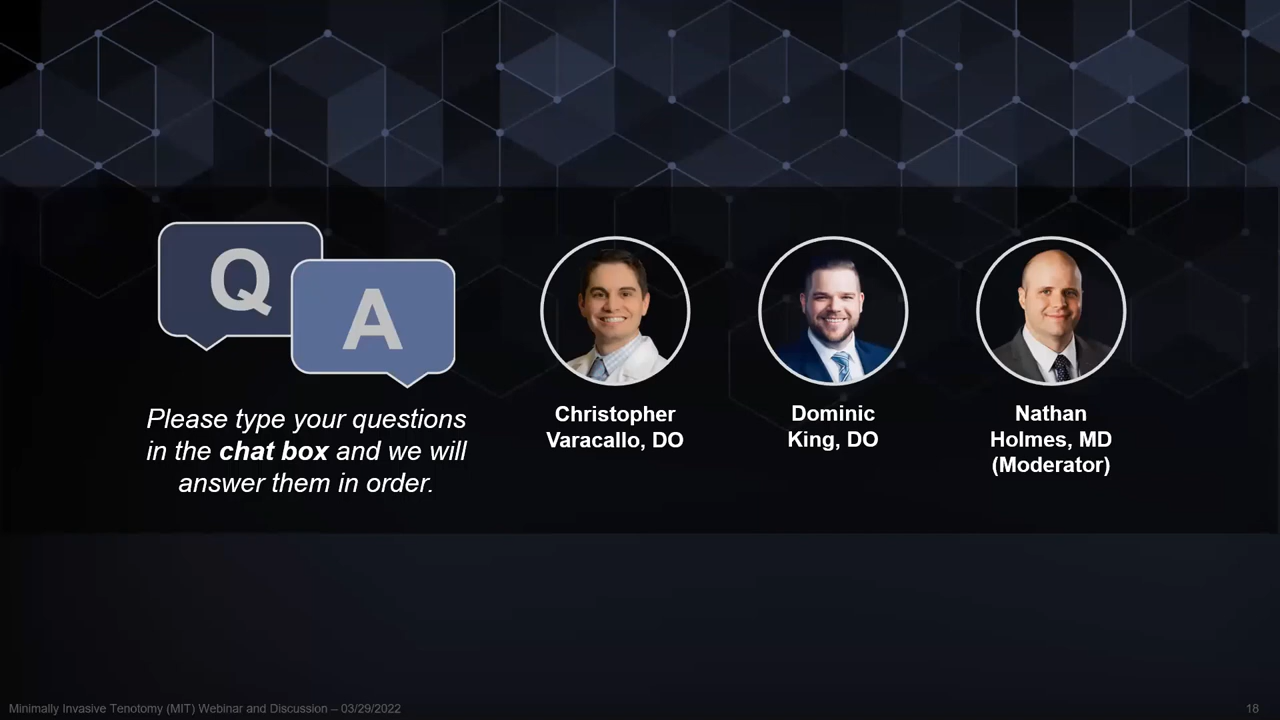 Q
A
Please type your questions
in the chat box and we will
answer them in order.
Christopher
Varacallo, DO
Dominic
King, DO
Nathan
Holmes, MD
(Moderator)
Minimally Invasive Tenotomy (MIT) Webinar and Discussion – 03/29/2022
18